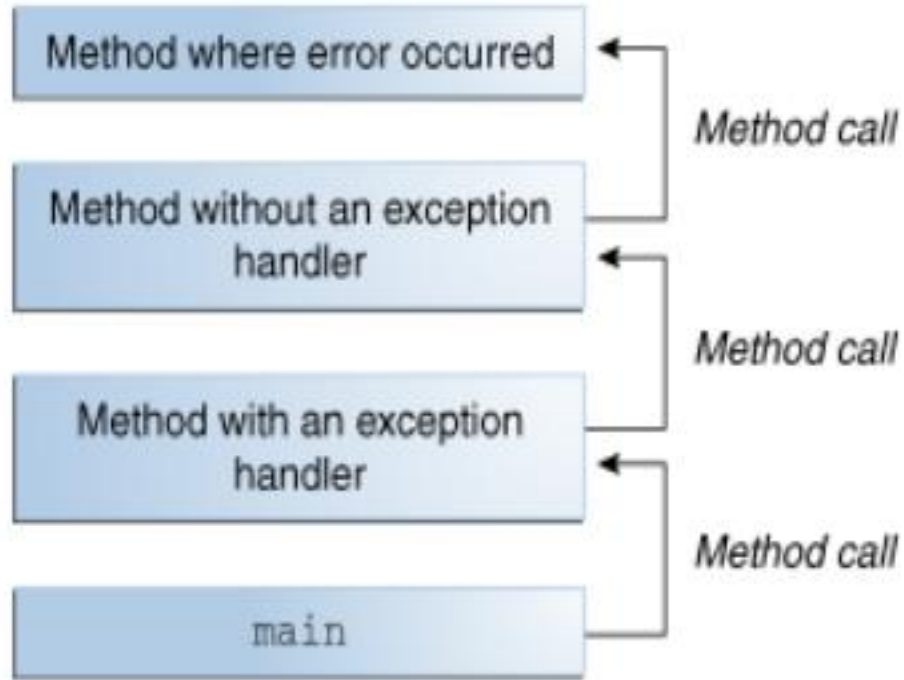 Method where error occurred
Method call
Method without an exception
handler
Method call
Method with an exception
handler
Method call
main